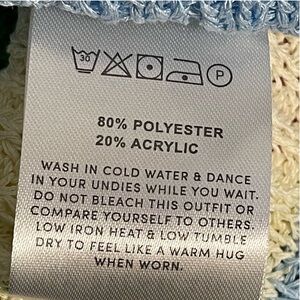 30 P
80% POLYESTER
20% ACRYLIC
WASH IN COLD WATER & DANCE
IN YOUR UNDIES WHILE YOU WAIT.
DO NOT BLEACH THIS OUTFIT OR
COMPARE YOURSELF TO OTHERS.
LOW IRON HEAT & LOW TUMBLE
DRY TO FEEL LIKE A WARM HUG
WHEN WORN.